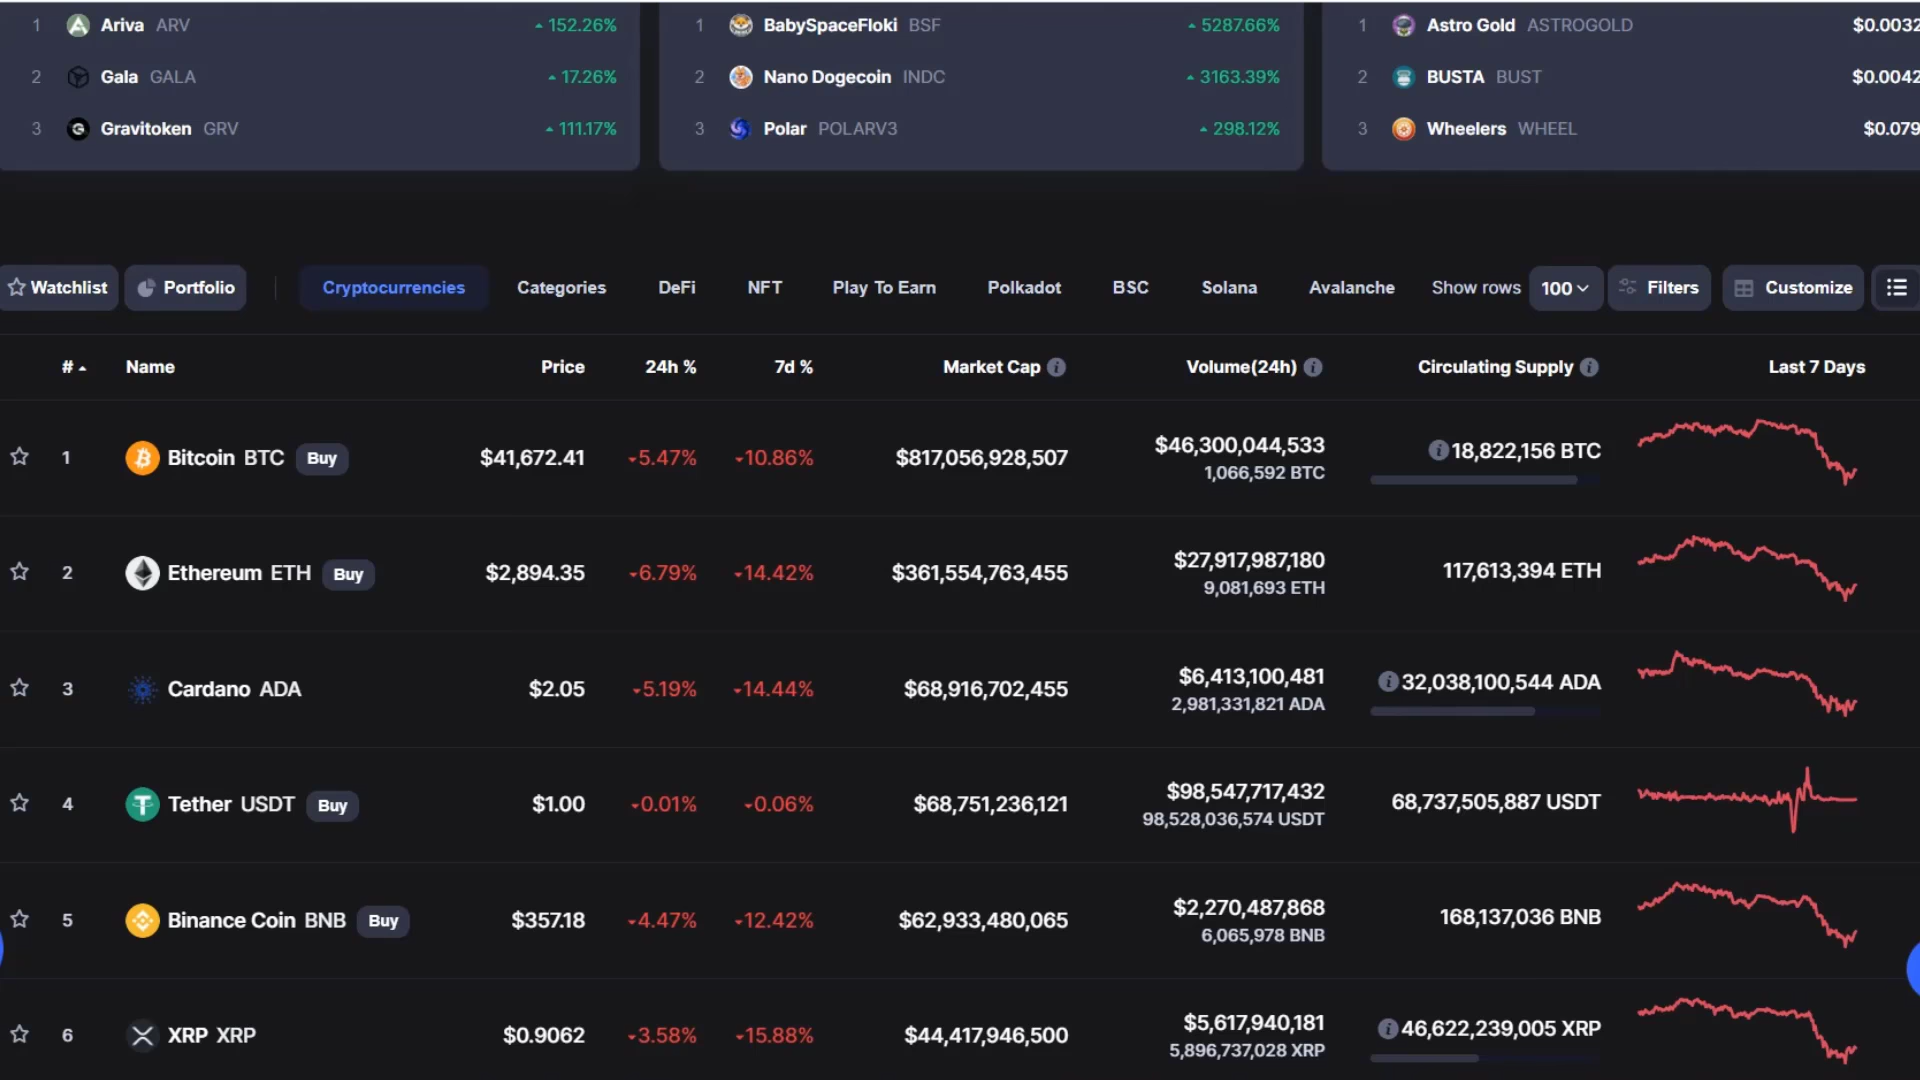 1 Ariva ARV 152.26%
2 Gala GALA 17.26%
3 Gravitoken GRV 111.17%
1 BabySpaceFloki BSF 5287.66%
2 Nano Dogecoin INDC 3163.39%
3 Polar POLARV3 298.12%
1 Astro Gold ASTROGOLD $0.0032
2 BUSTA BUST $0.0042
3 Wheelers WHEEL $0.079
Watchlist Portfolio Cryptocurrencies Categories DeFi NFT Play To Earn Polkadot BSC Solana Avalanche Show rows 100 Filters Customize
# Name Price 24h % 7d % Market Cap Volume(24h) Circulating Supply Last 7 Days
1 Bitcoin BTC Buy $41,672.41 5.47% 10.86% $817,056,928,507 $46,300,044,533 18,822,156 BTC
1,066,592 BTC
2 Ethereum ETH Buy $2,894.35 6.79% 14.42% $361,554,763,455 $27,917,987,180 117,613,394 ETH
9,081,693 ETH
3 Cardano ADA $2.05 5.19% 14.44% $68,916,702,455 $6,413,100,481 32,038,100,544 ADA
2,981,331,821 ADA
4 Tether USDT Buy $1.00 0.01% 0.06% $68,751,236,121 $98,547,717,432 68,737,505,887 USDT
98,528,036,574 USDT
5 Binance Coin BNB Buy $357.18 4.47% 12.42% $62,933,480,065 $2,270,487,868 168,137,036 BNB
6,065,978 BNB
6 XRP XRP $0.9062 3.58% 15.88% $44,417,946,500 $5,617,940,181 46,622,239,005 XRP
5,896,737,028 XRP